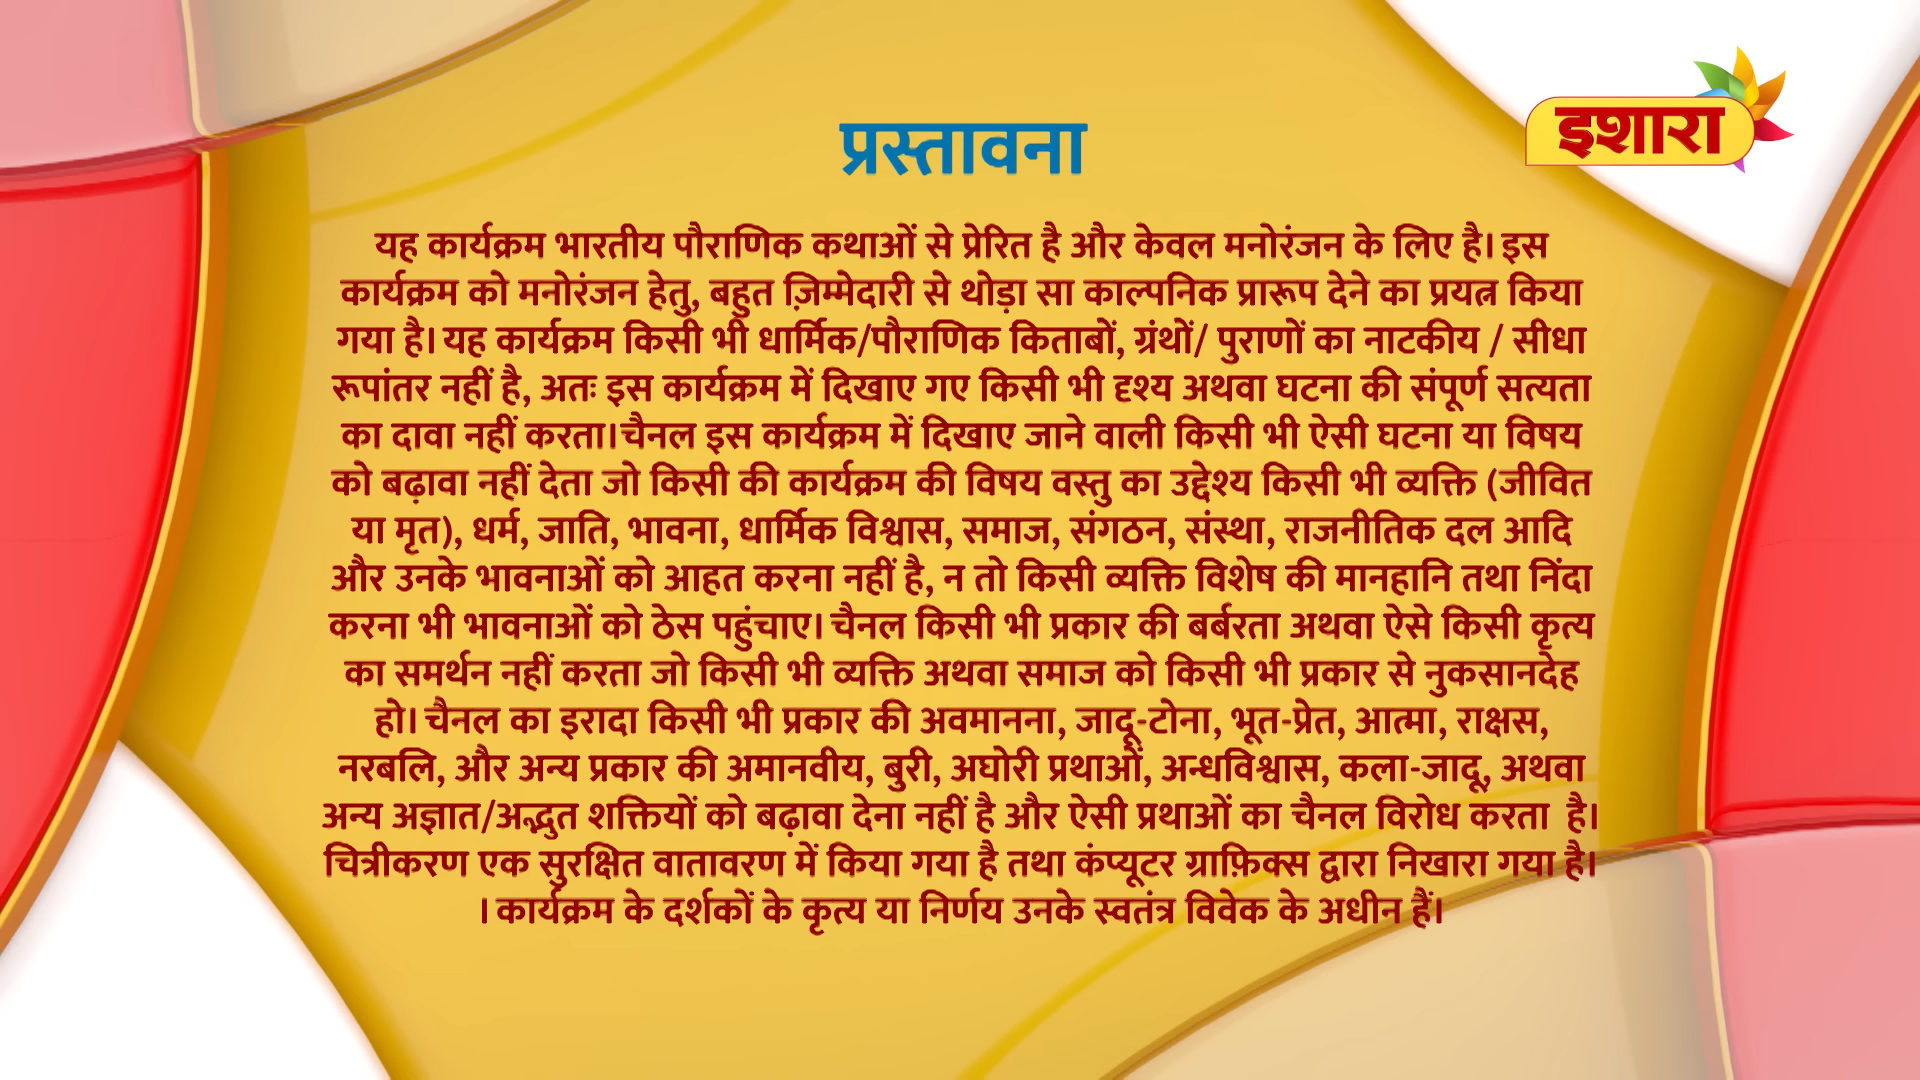 इशारा
प्रस्तावना
यह कार्यक्रम भारतीय पौराणिक कथाओं से प्रेरित है और केवल मनोरंजन के लिए है। इस
कार्यक्रम को मनोरंजन हेतु, बहुत ज़िम्मेदारी से थोड़ा सा काल्पनिक प्रारूप देने का प्रयत्न किया
गया है। यह कार्यक्रम किसी भी धार्मिक/पौराणिक किताबों, ग्रंथों/ पुराणों का नाटकीय / सीधा
रूपांतर नहीं है, अतः इस कार्यक्रम में दिखाए गए किसी भी दृश्य अथवा घटना की संपूर्ण सत्यता
का दावा नहीं करता।चैनल इस कार्यक्रम में दिखाए जाने वाली किसी भी ऐसी घटना या विषय
को बढ़ावा नहीं देता जो किसी की कार्यक्रम की विषय वस्तु का उद्देश्य किसी भी व्यक्ति (जीवित
या मृत), धर्म, जाति, भावना, धार्मिक विश्वास, समाज, संगठन, संस्था, राजनीतिक दल आदि
और उनके भावनाओं को आहत करना नहीं है, न तो किसी व्यक्ति विशेष की मानहानि तथा निंदा
करना भी भावनाओं को ठेस पहुंचाए। चैनल किसी भी प्रकार की बर्बरता अथवा ऐसे किसी कृत्य
का समर्थन नहीं करता जो किसी भी व्यक्ति अथवा समाज को किसी भी प्रकार से नुकसानदेह
हो। चैनल का इरादा किसी भी प्रकार की अवमानना, जादू-टोना, भूत-प्रेत, आत्मा, राक्षस,
नरबलि, और अन्य प्रकार की अमानवीय, बुरी, अघोरी प्रथाओं, अन्धविश्वास, कला-जादू, अथवा
अन्य अज्ञात/अद्भुत शक्तियों को बढ़ावा देना नहीं है और ऐसी प्रथाओं का चैनल विरोध करता है।
चित्रीकरण एक सुरक्षित वातावरण में किया गया है तथा कंप्यूटर ग्राफ़िक्स द्वारा निखारा गया है।
। कार्यक्रम के दर्शकों के कृत्य या निर्णय उनके स्वतंत्र विवेक के अधीन हैं।